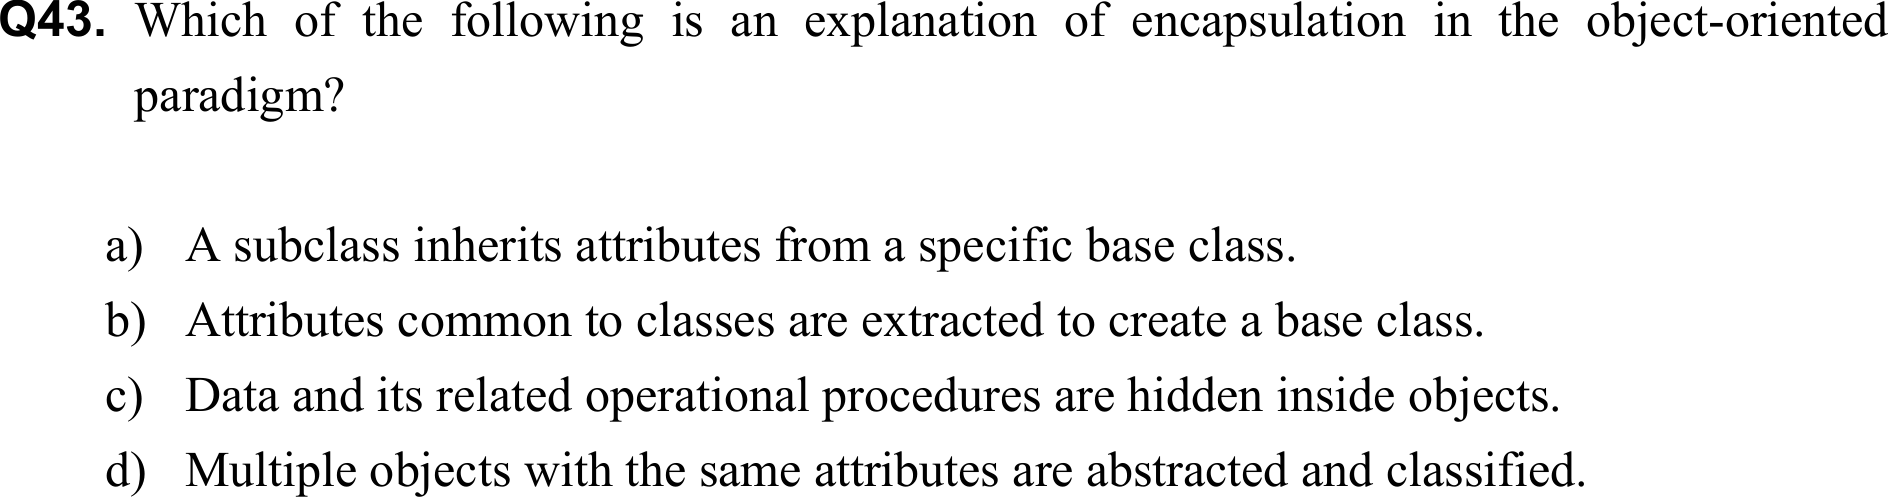 Q43. Which of the following is an explanation of encapsulation in the object-oriented
paradigm?
a) A subclass inherits attributes from a specific base class.
b) Attributes common to classes are extracted to create a base class.
c) Data and its related operational procedures are hidden inside objects.
d) Multiple objects with the same attributes are abstracted and classified.